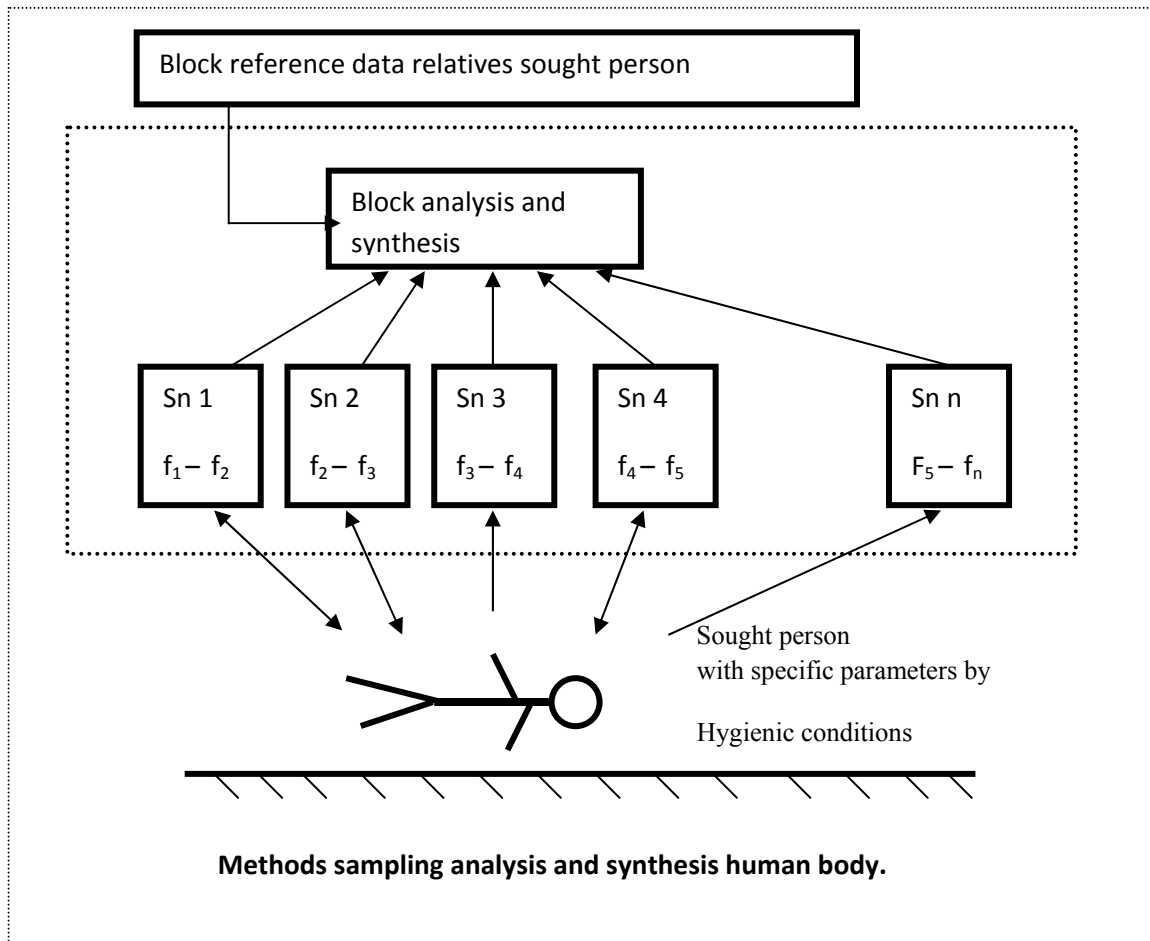 Block reference data relatives sought person
Block analysis and
synthesis
Sn 1
f₁ – f₂
Sn 2
f₂ – f₃
Sn 3
f₃ – f₄
Sn 4
f₄ – f₅
Sn n
F₅ – fₙ
Sought person
with specific parameters by
Hygienic conditions
Methods sampling analysis and synthesis human body.